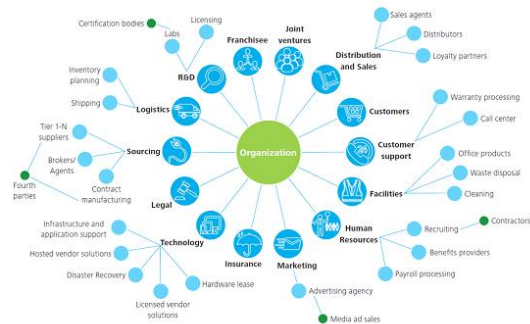 Certification bodies
Licensing
Labs
R&D
Franchisee
Joint
ventures
Sales agents
Distributors
Loyalty partners
Distribution
and Sales
Inventory
planning
Shipping
Logistics
Customers
Warranty processing
Call center
Customer
support
Tier 1-N
suppliers
Brokers/
Agents
Contract
manufacturing
Fourth
parties
Sourcing
Organization
Office products
Waste disposal
Cleaning
Facilities
Legal
Human
Resources
Recruiting
Contractors
Benefits providers
Payroll processing
Infrastructure and
application support
Hosted vendor solutions
Disaster Recovery
Licensed vendor
solutions
Hardware lease
Technology
Insurance
Marketing
Advertising agency
Media ad sales